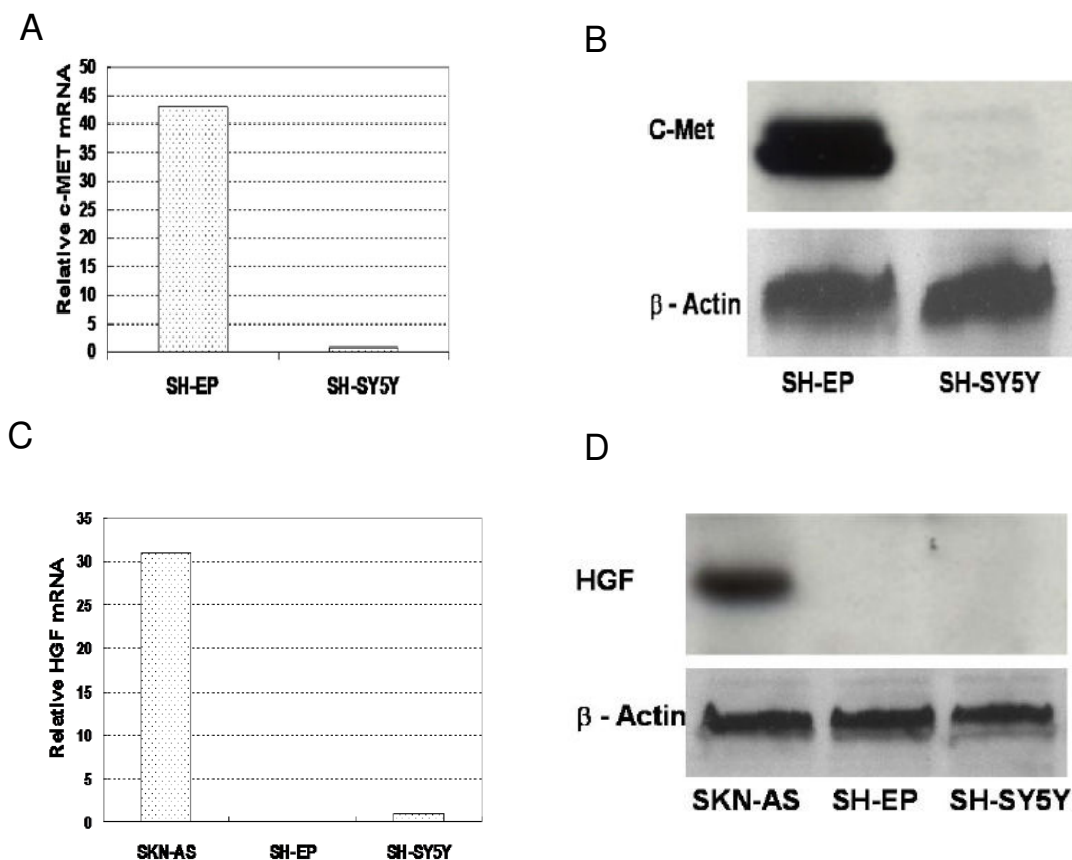 A
Relative c-MET mRNA
50
45
40
35
30
25
20
15
10
5
0
SH-EP SH-SY5Y
B
C-Met
β - Actin
SH-EP SH-SY5Y
C
Relative HGF mRNA
35
30
25
20
15
10
5
0
SKN-AS SH-EP SH-SY5Y
D
HGF
β - Actin
SKN-AS SH-EP SH-SY5Y